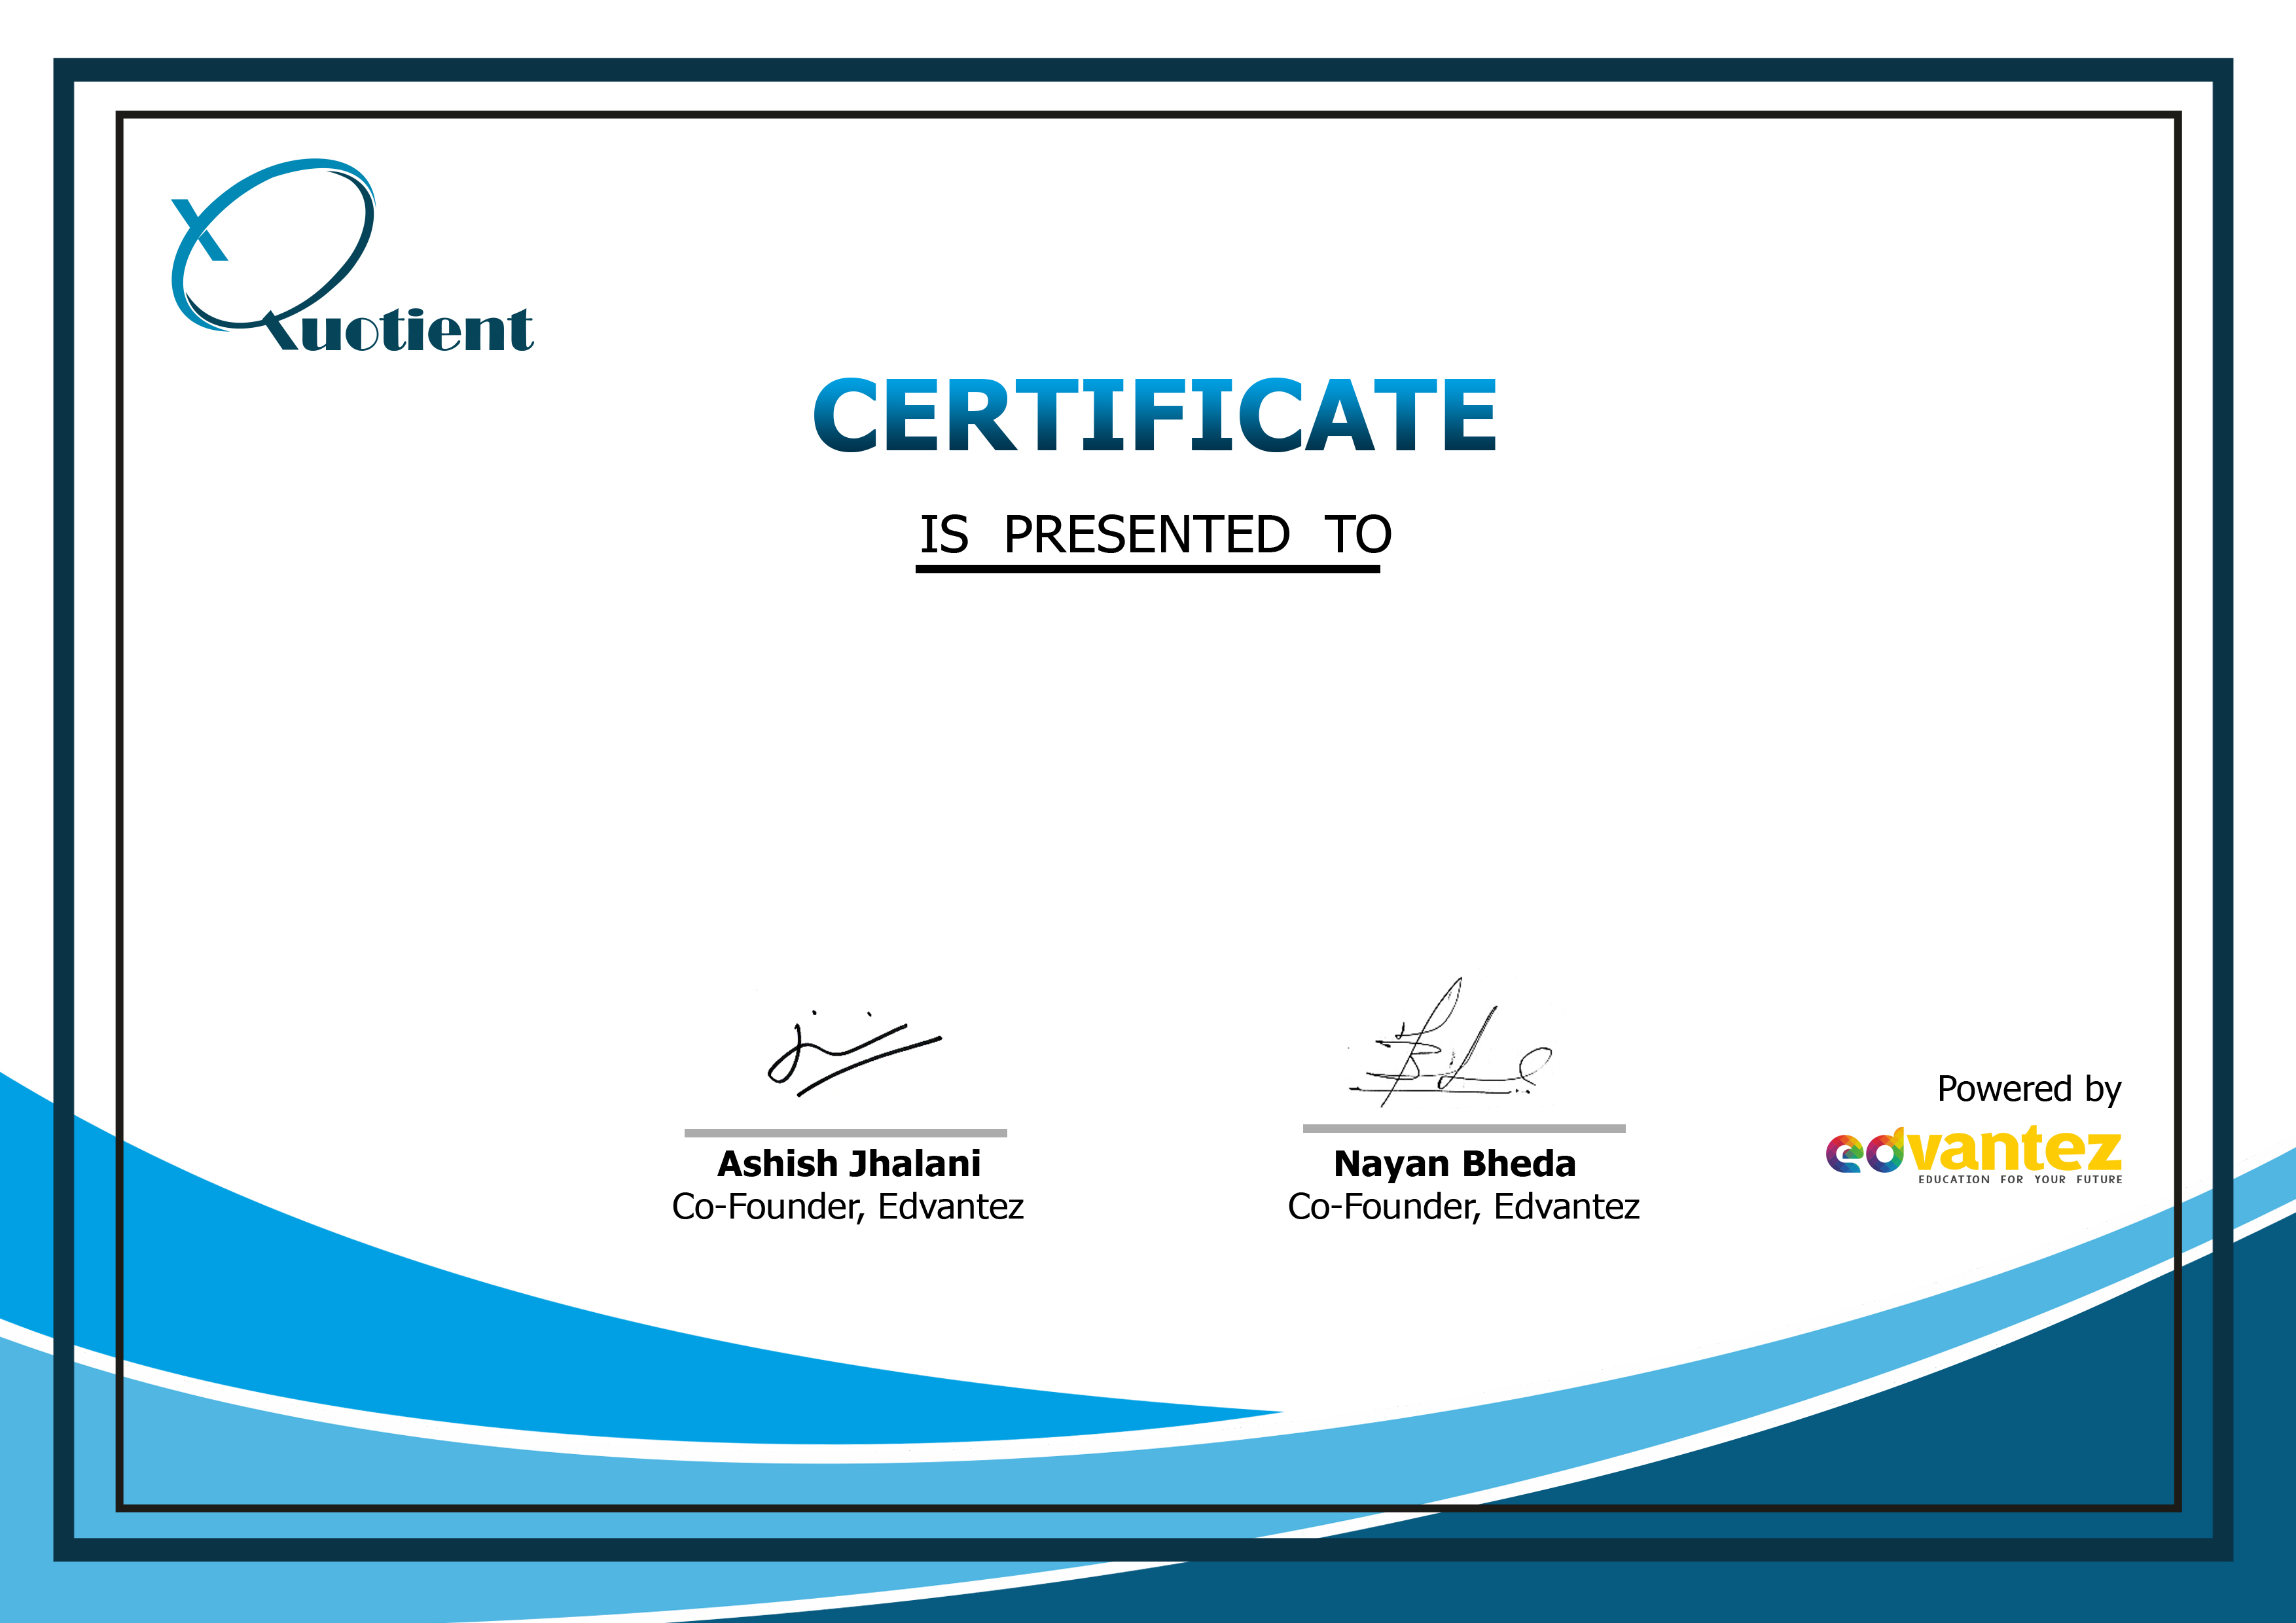 X
Quotient
CERTIFICATE
IS PRESENTED TO
Ashish Jhalani
Co-Founder, Edvantez
Nayan Bheda
Co-Founder, Edvantez
Powered by
edvantez
EDUCATION FOR YOUR FUTURE